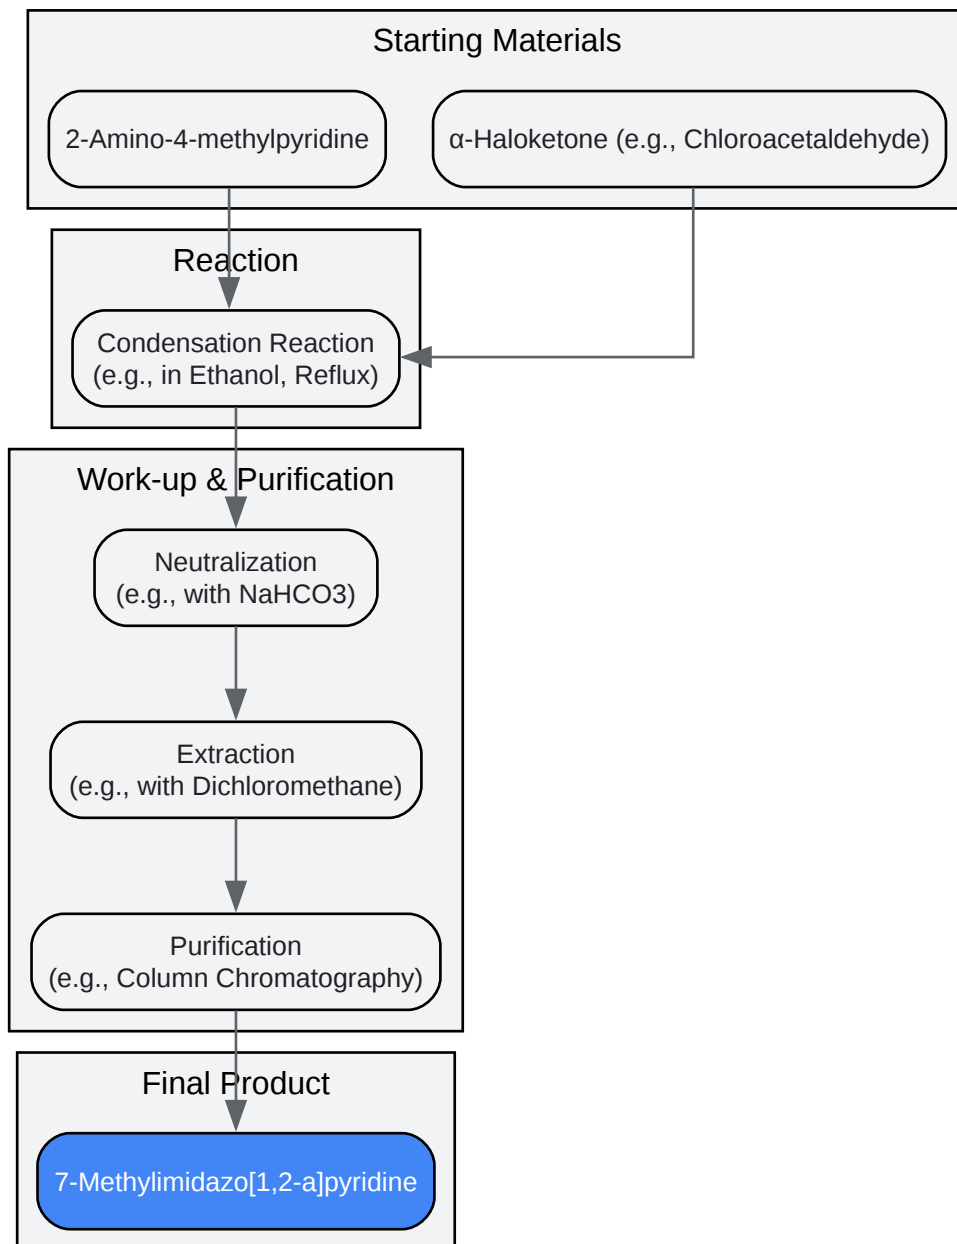 Starting Materials
2-Amino-4-methylpyridine
α-Haloketone (e.g., Chloroacetaldehyde)
Reaction
Condensation Reaction
(e.g., in Ethanol, Reflux)
Work-up & Purification
Neutralization
(e.g., with NaHCO3)
Extraction
(e.g., with Dichloromethane)
Purification
(e.g., Column Chromatography)
Final Product
7-Methylimidazo[1,2-a]pyridine